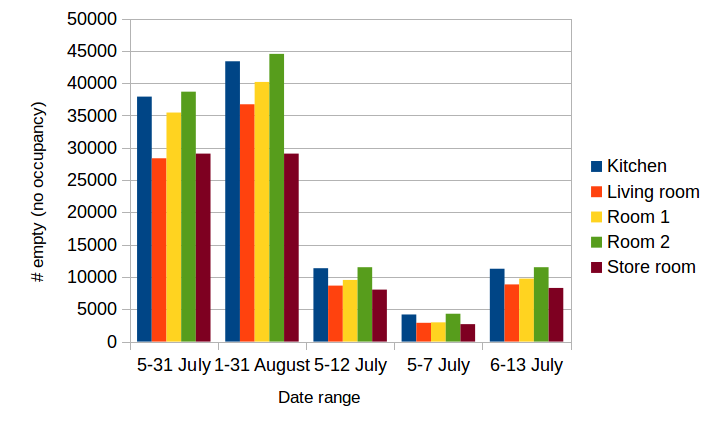 50000
45000
40000
35000
30000
25000
20000
15000
10000
5000
0
# empty (no occupancy)
5-31 July 1-31 August 5-12 July 5-7 July 6-13 July
Date range
Kitchen
Living room
Room 1
Room 2
Store room